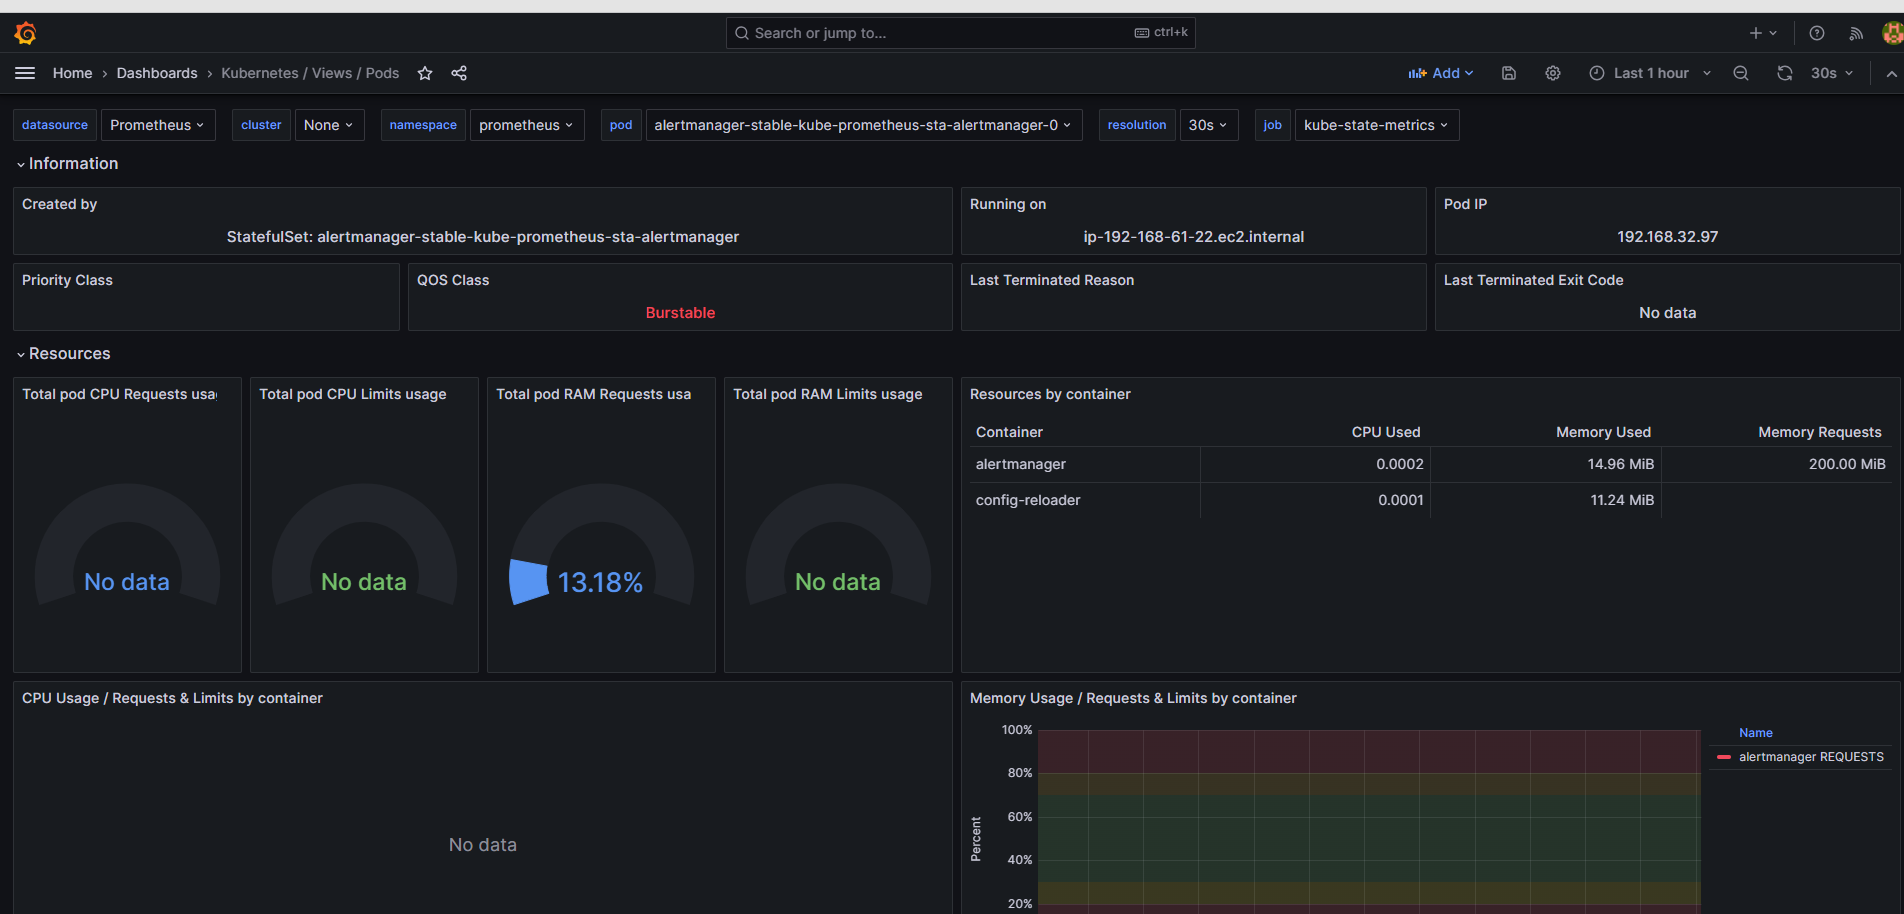 Search or jump to...
ctrl+k
Home › Dashboards › Kubernetes / Views / Pods
Add
Last 1 hour
30s
datasource Prometheus
cluster None
namespace prometheus
pod alertmanager-stable-kube-prometheus-sta-alertmanager-0
resolution 30s
job kube-state-metrics
Information
Created by
StatefulSet: alertmanager-stable-kube-prometheus-sta-alertmanager
Running on
ip-192-168-61-22.ec2.internal
Pod IP
192.168.32.97
Priority Class
QOS Class
Burstable
Last Terminated Reason
Last Terminated Exit Code
No data
Resources
Total pod CPU Requests usa
No data
Total pod CPU Limits usage
No data
Total pod RAM Requests usa
13.18%
Total pod RAM Limits usage
No data
Resources by container
Container CPU Used Memory Used Memory Requests
alertmanager 0.0002 14.96 MiB 200.00 MiB
config-reloader 0.0001 11.24 MiB
CPU Usage / Requests & Limits by container
No data
Memory Usage / Requests & Limits by container
Percent
100%
80%
60%
40%
20%
Name
alertmanager REQUESTS